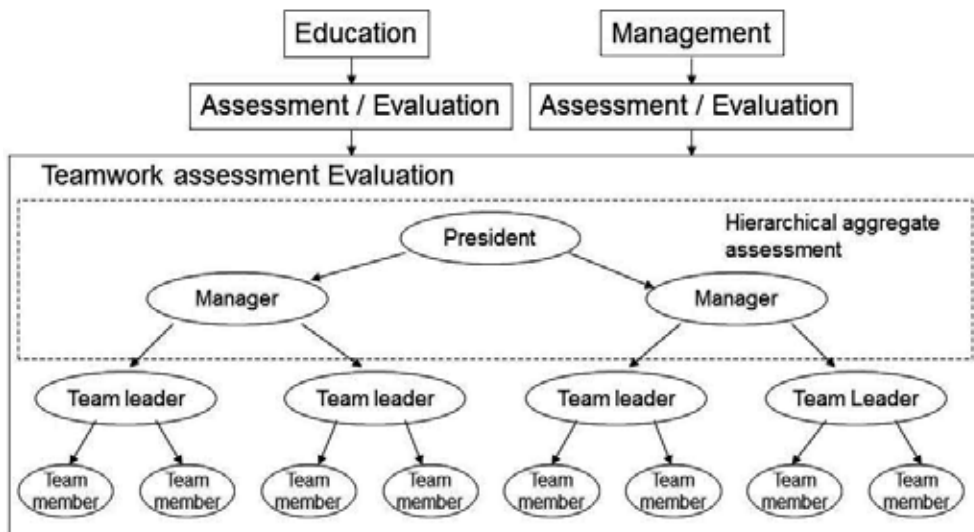 Education
Management
Assessment / Evaluation
Assessment / Evaluation
Teamwork assessment Evaluation
President
Hierarchical aggregate
assessment
Manager
Manager
Team leader
Team leader
Team leader
Team Leader
Team
member
Team
member
Team
member
Team
member
Team
member
Team
member
Team
member
Team
member